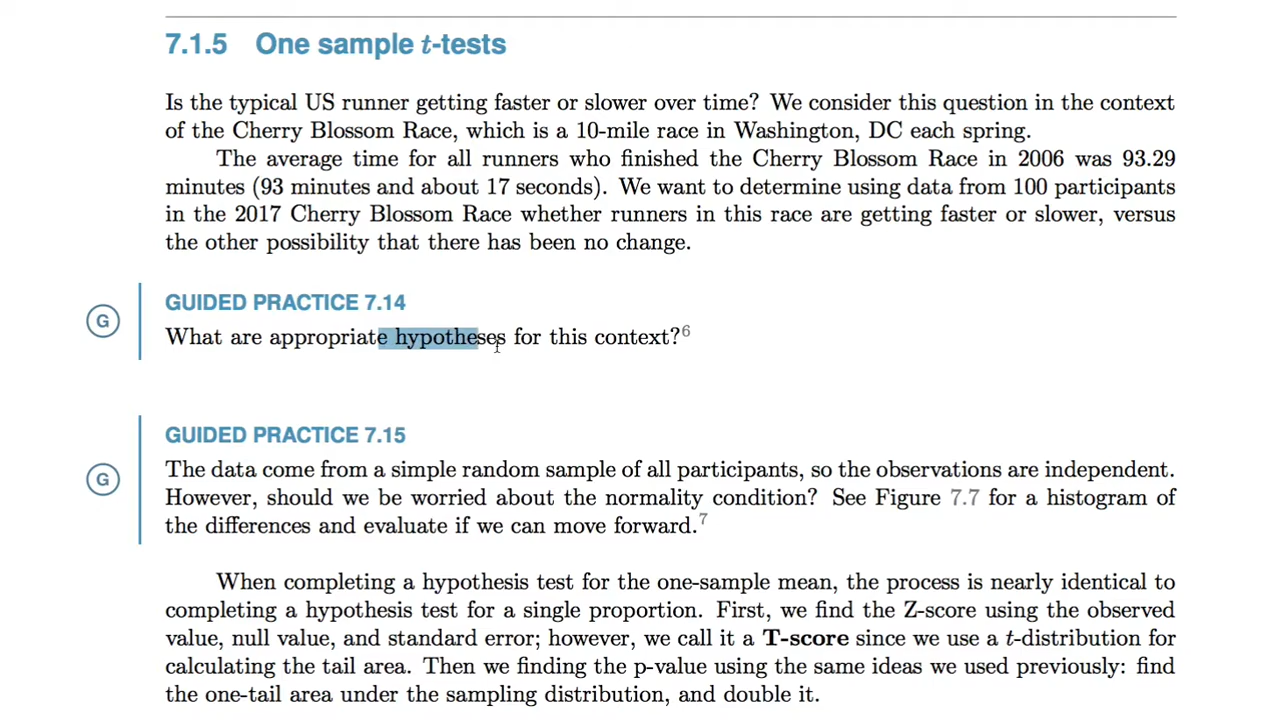 7.1.5 One sample t-tests
Is the typical US runner getting faster or slower over time? We consider this question in the context
of the Cherry Blossom Race, which is a 10-mile race in Washington, DC each spring.
The average time for all runners who finished the Cherry Blossom Race in 2006 was 93.29
minutes (93 minutes and about 17 seconds). We want to determine using data from 100 participants
in the 2017 Cherry Blossom Race whether runners in this race are getting faster or slower, versus
the other possibility that there has been no change.
GUIDED PRACTICE 7.14
G
What are appropriate hypotheses for this context?6
GUIDED PRACTICE 7.15
G
The data come from a simple random sample of all participants, so the observations are independent.
However, should we be worried about the normality condition? See Figure 7.7 for a histogram of
the differences and evaluate if we can move forward.7
When completing a hypothesis test for the one-sample mean, the process is nearly identical to
completing a hypothesis test for a single proportion. First, we find the Z-score using the observed
value, null value, and standard error; however, we call it a T-score since we use a t-distribution for
calculating the tail area. Then we finding the p-value using the same ideas we used previously: find
the one-tail area under the sampling distribution, and double it.